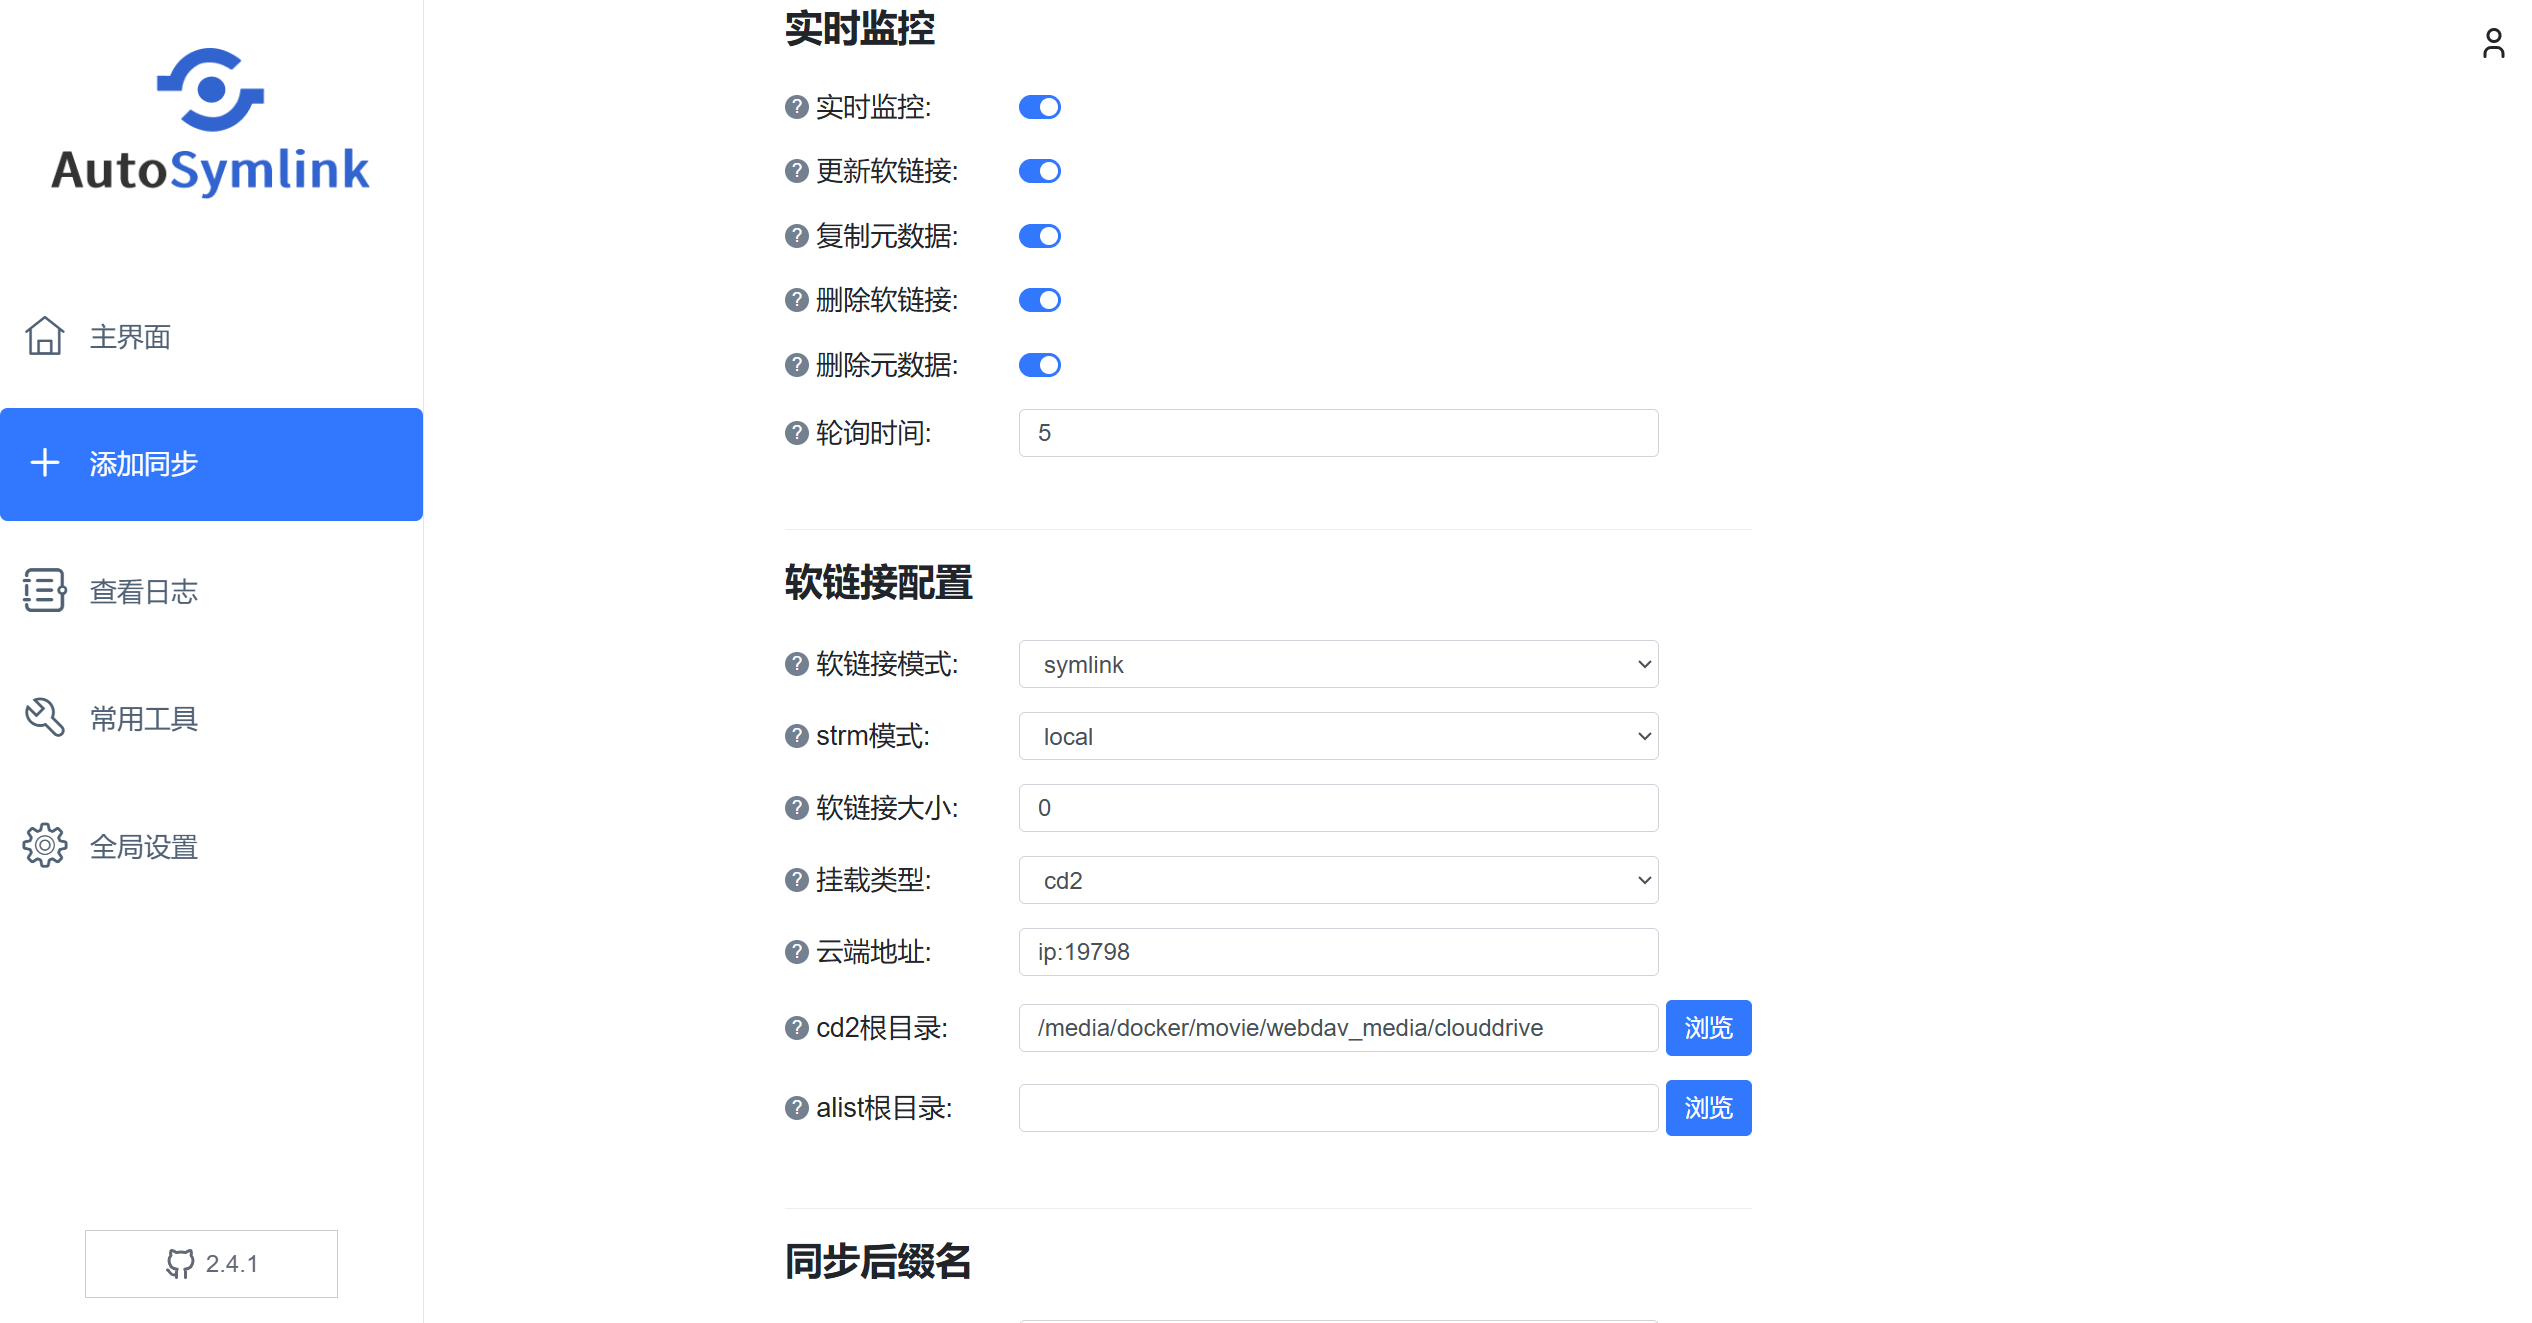 AutoSymlink
主界面
添加同步
查看日志
常用工具
全局设置
2.4.1
实时监控
? 实时监控:
? 更新软链接:
? 复制元数据:
? 删除软链接:
? 删除元数据:
? 轮询时间: 5
软链接配置
? 软链接模式: symlink
? strm模式: local
? 软链接大小: 0
? 挂载类型: cd2
? 云端地址: ip:19798
? cd2根目录: /media/docker/movie/webdav_media/clouddrive 浏览
? alist根目录: 浏览
同步后缀名